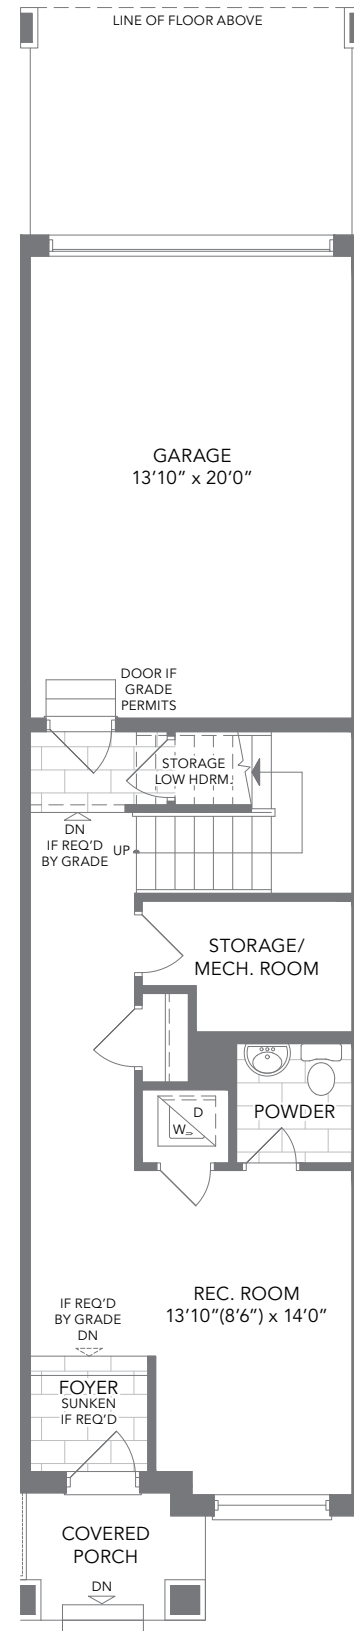 LINE OF FLOOR ABOVE
GARAGE
13'10" x 20'0"
DOOR IF
GRADE
PERMITS
STORAGE
LOW HDRM.
DN
IF REQ'D
BY GRADE
UP
STORAGE/
MECH. ROOM
POWDER
D
W
REC. ROOM
13'10"(8'6") x 14'0"
IF REQ'D
BY GRADE
DN
FOYER
SUNKEN
IF REQ'D
COVERED
PORCH
DN